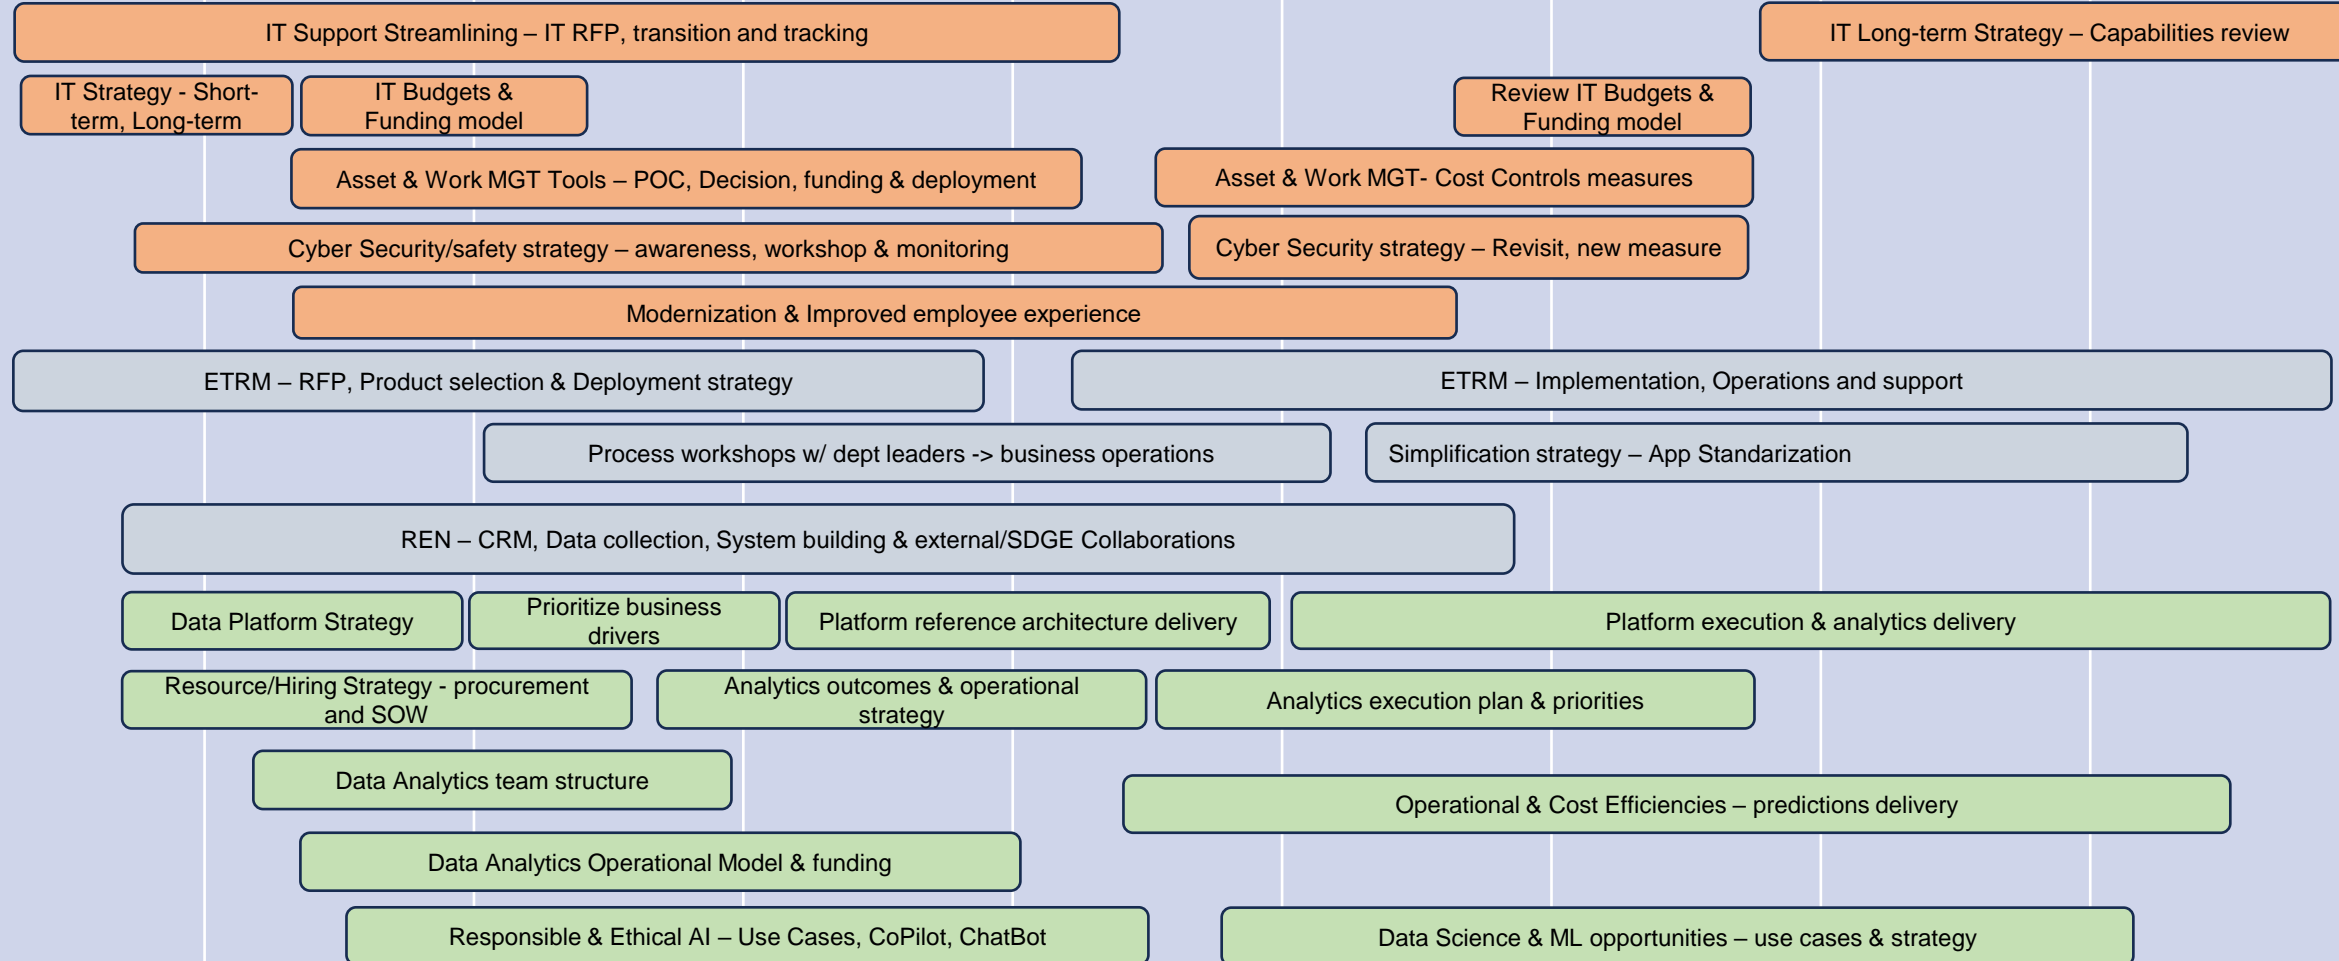 IT Support Streamlining – IT RFP, transition and tracking
IT Long-term Strategy – Capabilities review
IT Strategy - Short-
term, Long-term
IT Budgets &
Funding model
Review IT Budgets &
Funding model
Asset & Work MGT Tools – POC, Decision, funding & deployment
Asset & Work MGT- Cost Controls measures
Cyber Security/safety strategy – awareness, workshop & monitoring
Cyber Security strategy – Revisit, new measure
Modernization & Improved employee experience
ETRM – RFP, Product selection & Deployment strategy
ETRM – Implementation, Operations and support
Process workshops w/ dept leaders -> business operations
Simplification strategy – App Standarization
REN – CRM, Data collection, System building & external/SDGE Collaborations
Data Platform Strategy
Prioritize business
drivers
Platform reference architecture delivery
Platform execution & analytics delivery
Resource/Hiring Strategy - procurement
and SOW
Analytics outcomes & operational
strategy
Analytics execution plan & priorities
Data Analytics team structure
Operational & Cost Efficiencies – predictions delivery
Data Analytics Operational Model & funding
Responsible & Ethical AI – Use Cases, CoPilot, ChatBot
Data Science & ML opportunities – use cases & strategy